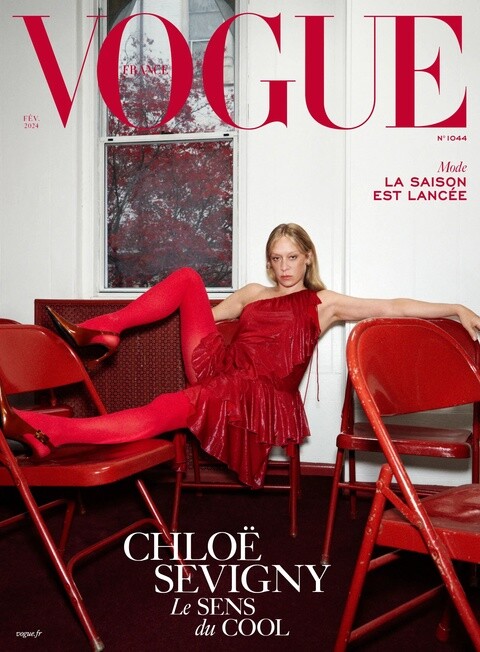 VOGUE
FRANCE
FÉV.
2024
N°1044
Mode
LA SAISON
EST LANCÉE
CHLOË
SEVIGNY
Le SENS
du COOL
vogue.fr